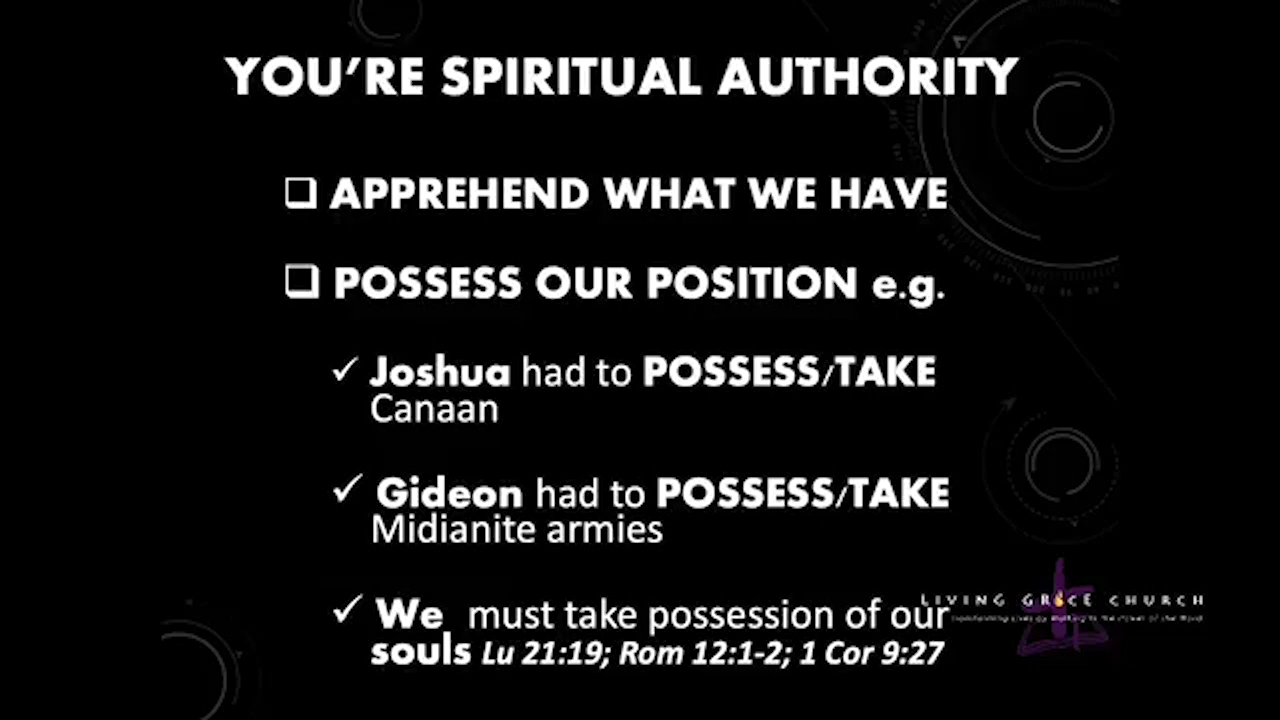 YOU'RE SPIRITUAL AUTHORITY
❑ APPREHEND WHAT WE HAVE
❑ POSSESS OUR POSITION e.g.
✓ Joshua had to POSSESS/TAKE
Canaan
✓ Gideon had to POSSESS/TAKE
Midianite armies
✓ We must take possession of our
souls Lu 21:19; Rom 12:1-2; 1 Cor 9:27
LIVING GRACE CHURCH